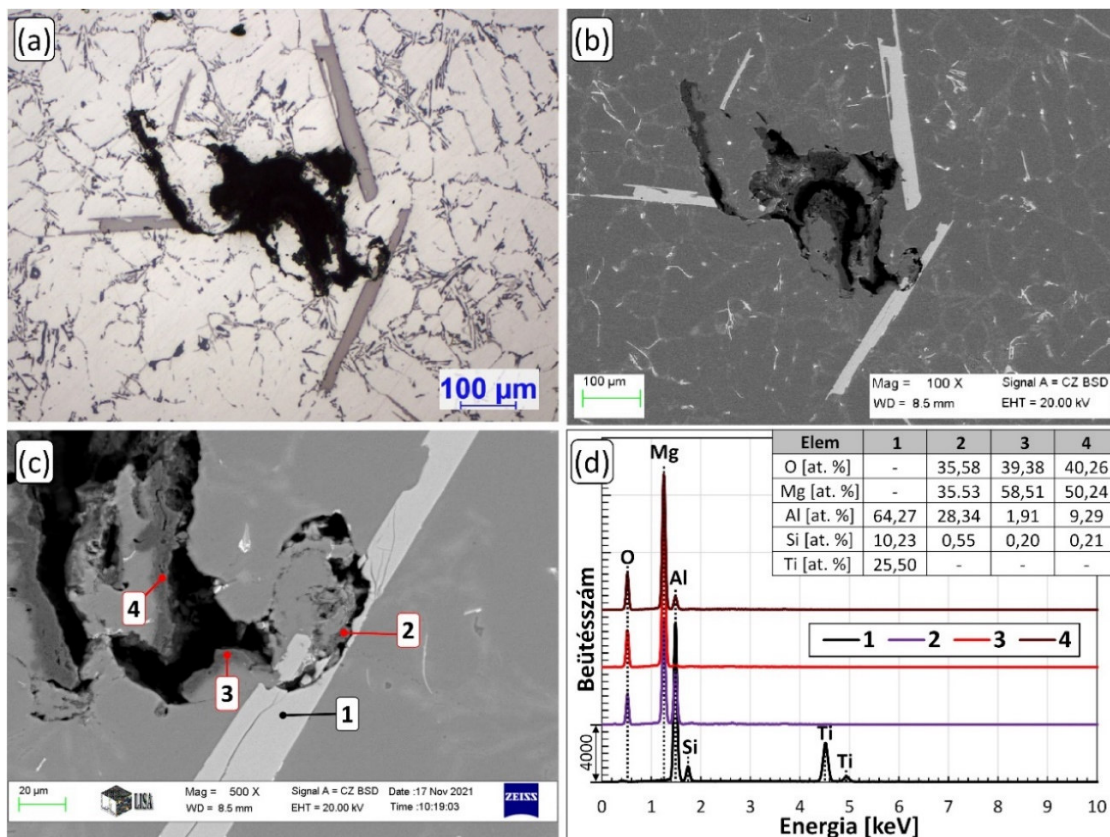 (a)
100 µm
(b)
100 µm
Mag = 100 X
Signal A = CZ BSD
WD = 8.5 mm
EHT = 20.00 kV
(c)
4
2
3
1
20 µm
LISA
Mag = 500 X
Signal A = CZ BSD
Date :17 Nov 2021
WD = 8.5 mm
EHT = 20.00 kV
Time :10:19:03
ZEISS
(d)
Elem 1 2 3 4
O [at. %] - 35,58 39,38 40,26
Mg [at. %] - 35.53 58,51 50,24
Al [at. %] 64,27 28,34 1,91 9,29
Si [at. %] 10,23 0,55 0,20 0,21
Ti [at. %] 25,50 - - -
Mg
O
Al
1 2 3 4
Si
Ti
Ti
4000
Beütésszám
0 1 2 3 4 5 6 7 8 9 10
Energia [keV]